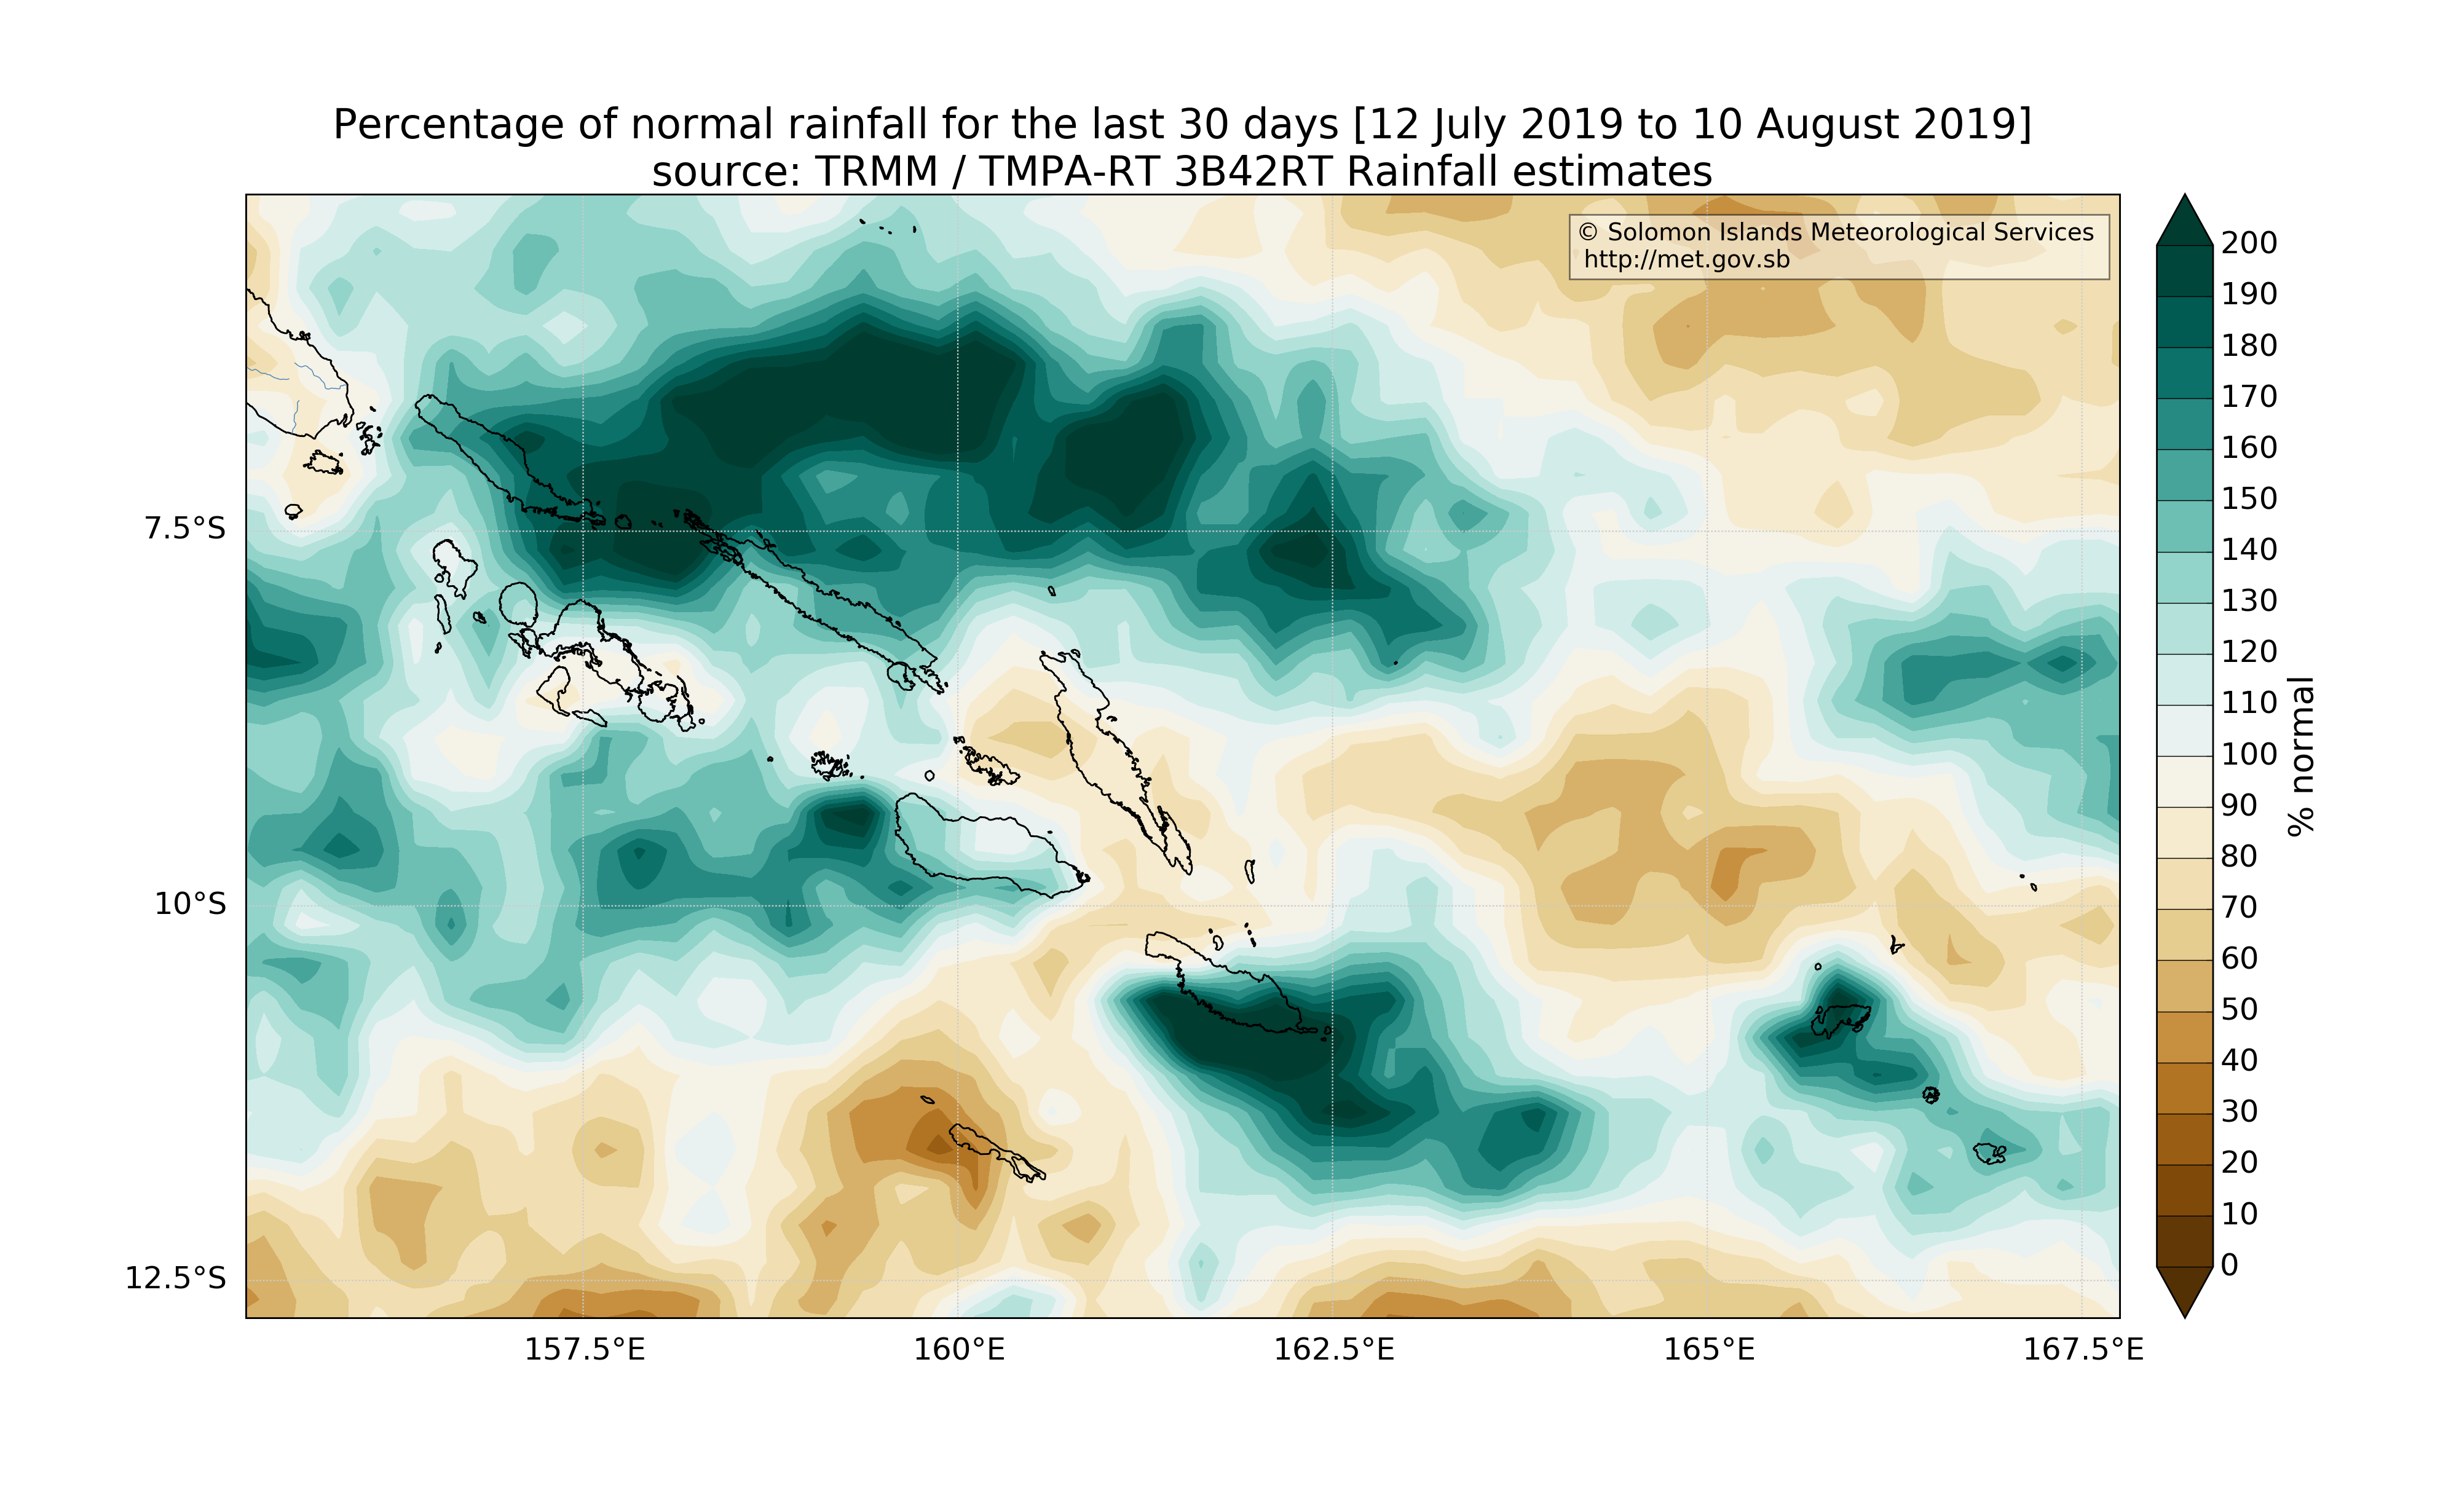 Percentage of normal rainfall for the last 30 days [12 July 2019 to 10 August 2019]
source: TRMM / TMPA-RT 3B42RT Rainfall estimates
© Solomon Islands Meteorological Services
http://met.gov.sb
7.5°S
10°S
12.5°S
157.5°E
160°E
162.5°E
165°E
167.5°E
200
190
180
170
160
150
140
130
120
110
100
90
80
70
60
50
40
30
20
10
0
% normal